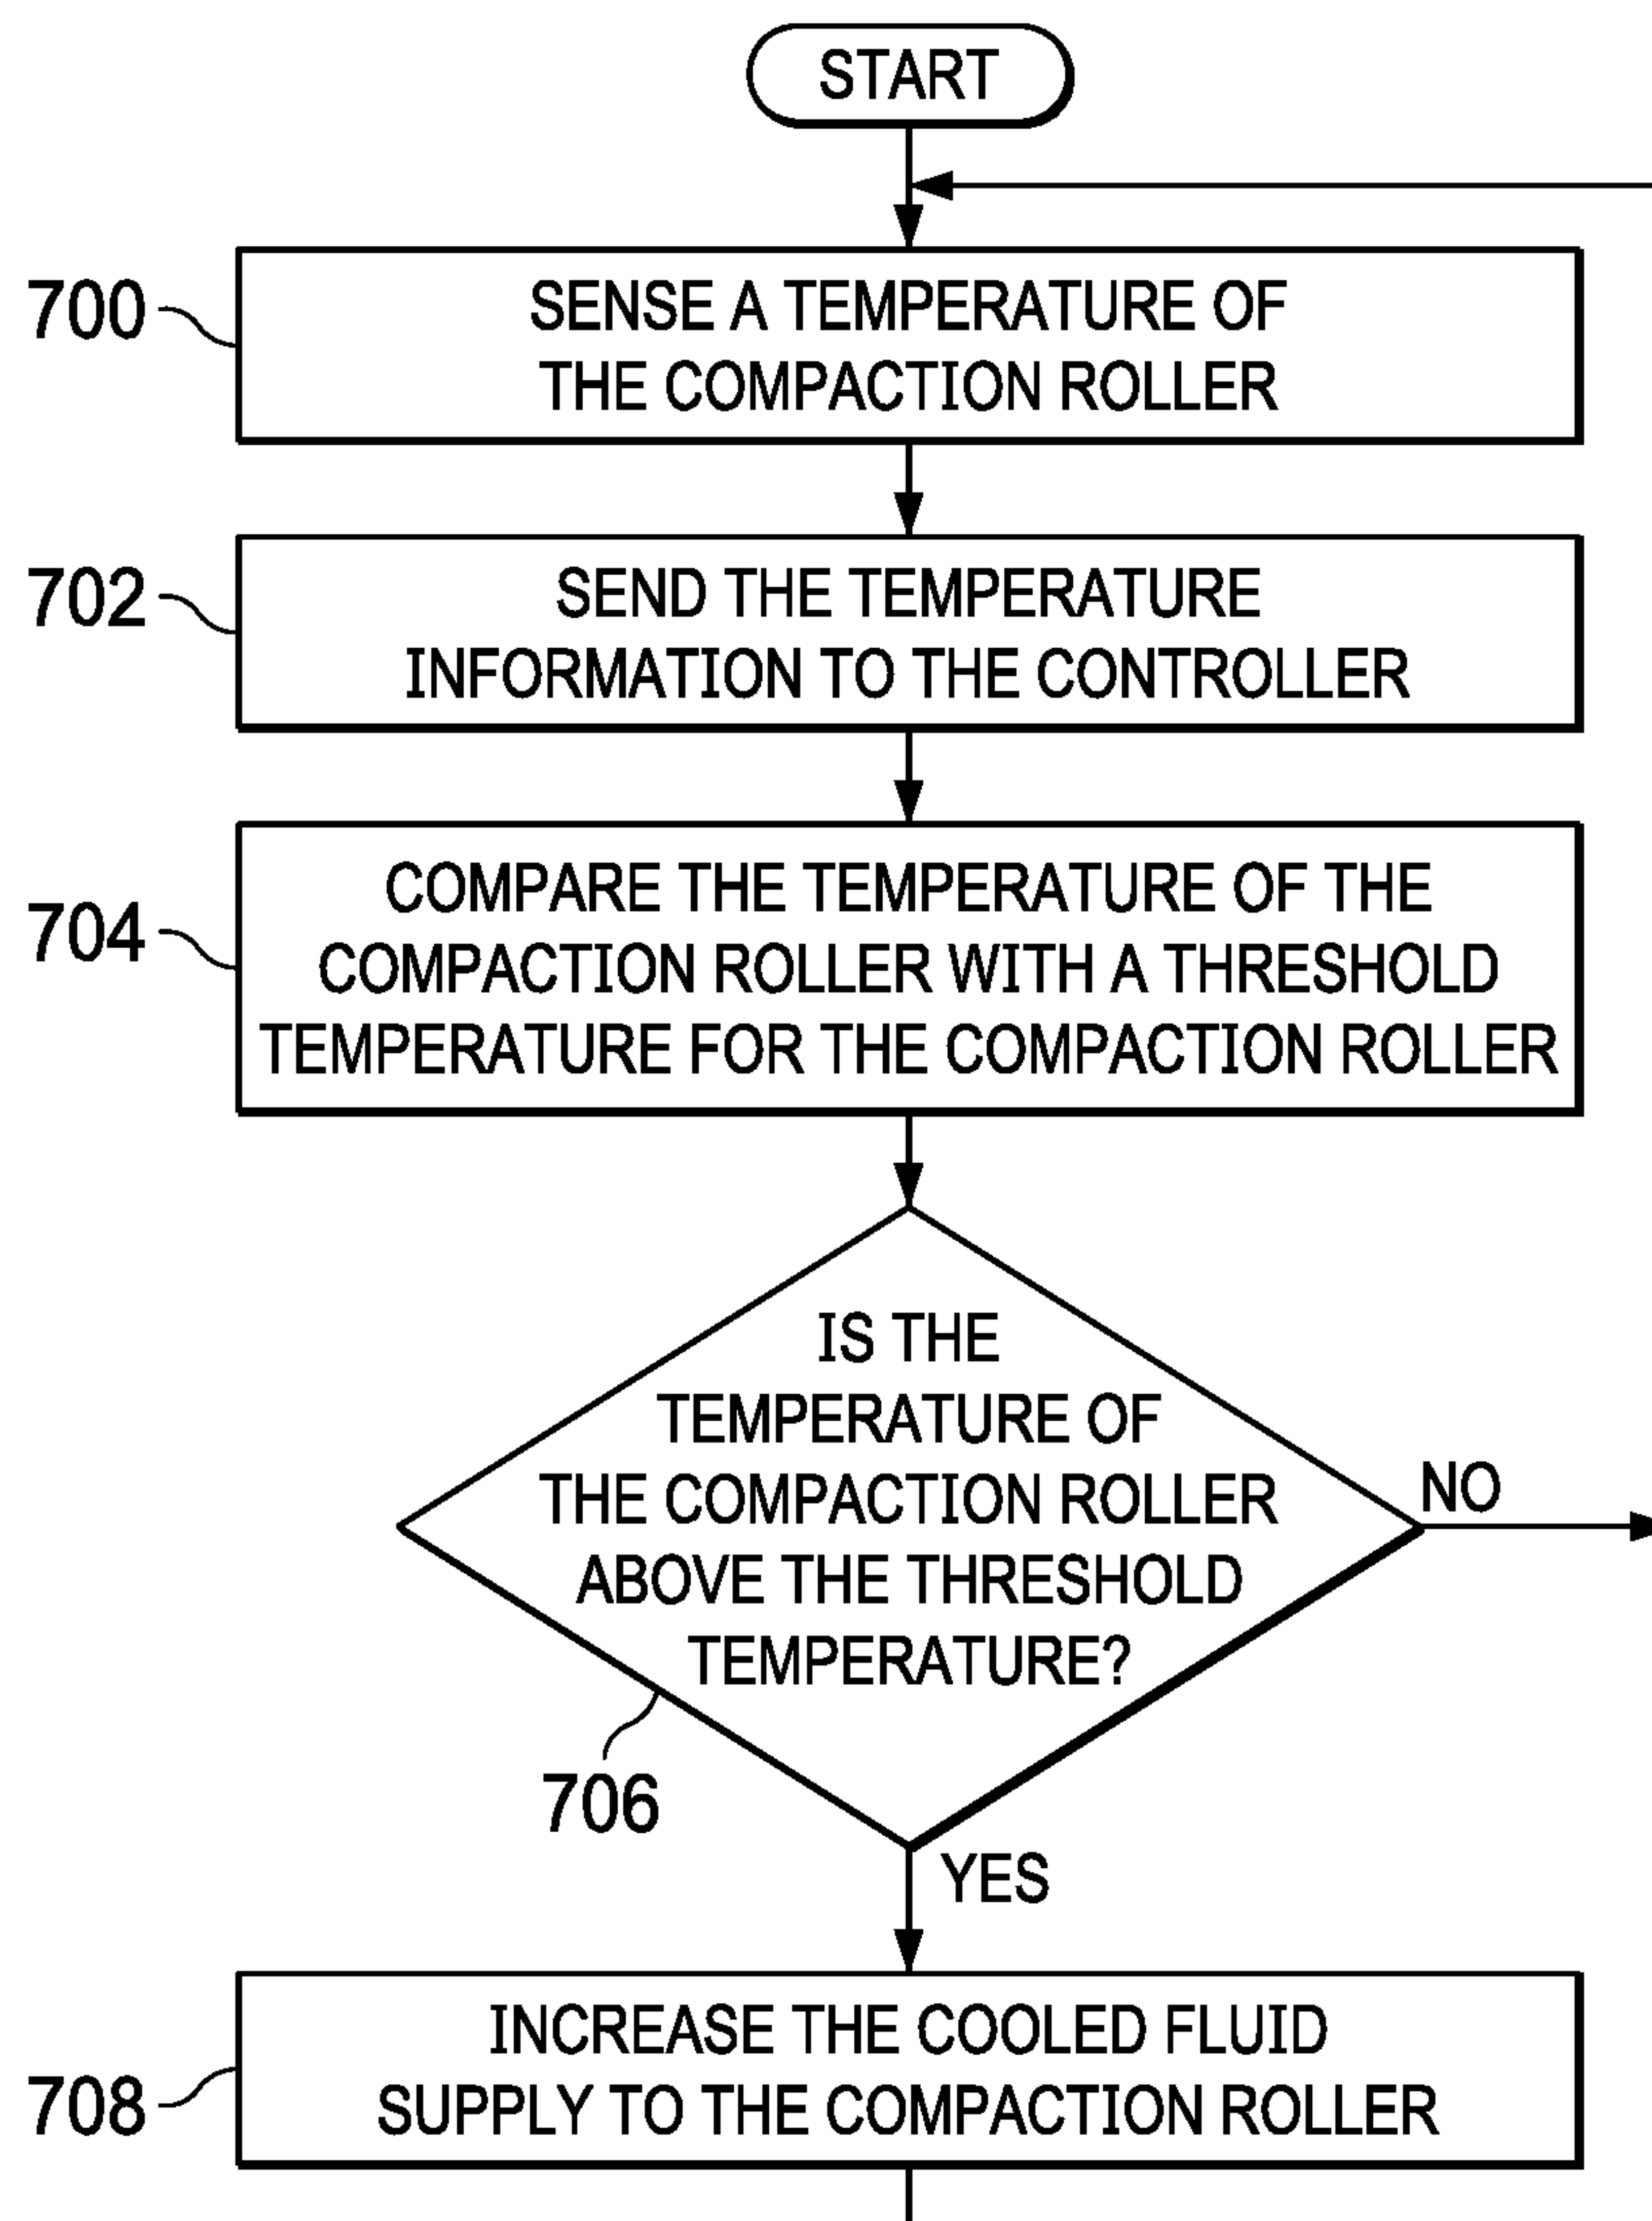 START
700
SENSE A TEMPERATURE OF
THE COMPACTION ROLLER
702
SEND THE TEMPERATURE
INFORMATION TO THE CONTROLLER
704
COMPARE THE TEMPERATURE OF THE
COMPACTION ROLLER WITH A THRESHOLD
TEMPERATURE FOR THE COMPACTION ROLLER
IS THE
TEMPERATURE OF
THE COMPACTION ROLLER
ABOVE THE THRESHOLD
TEMPERATURE?
NO
706
YES
708
INCREASE THE COOLED FLUID
SUPPLY TO THE COMPACTION ROLLER